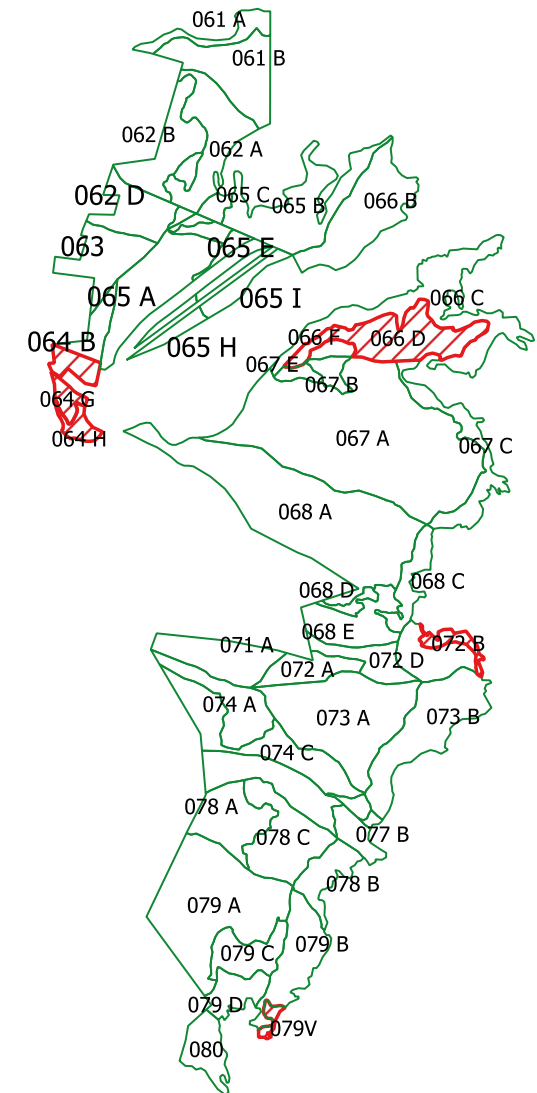 061 A
061 B
062 B
062 A
062 D
065 C
065 B
066 B
063
065 E
065 A
065 I
066 C
064 B
065 H
066 F
066 D
067 E
067 B
064 G
064 H
067 A
067 C
068 A
068 C
068 D
068 E
071 A
072 B
072 A
072 D
074 A
073 A
073 B
074 C
078 A
078 C
077 B
078 B
079 A
079 B
079 C
079 D
079V
080